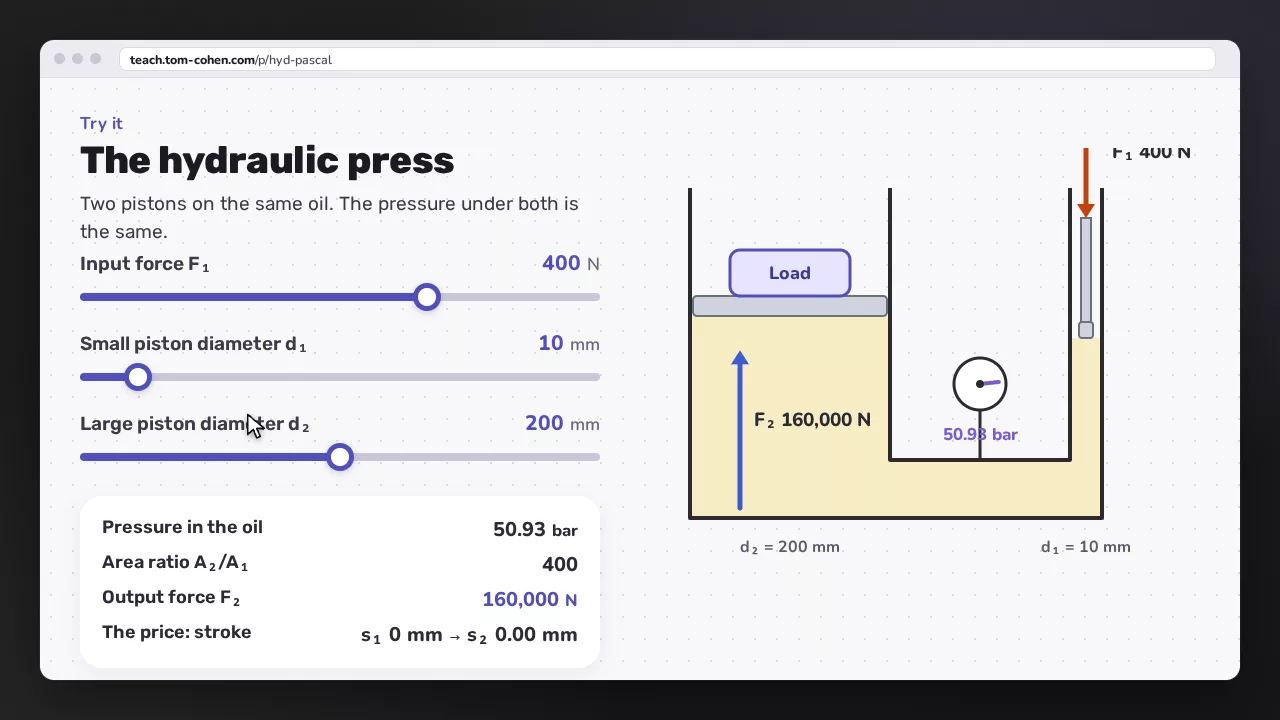 teach.tom-cohen.com/p/hyd-pascal
Try it
The hydraulic press
Two pistons on the same oil. The pressure under both is
the same.
Input force F₁ 400 N
Small piston diameter d₁ 10 mm
Large piston diameter d₂ 200 mm
Pressure in the oil 50.93 bar
Area ratio A₂/A₁ 400
Output force F₂ 160,000 N
The price: stroke s₁ 0 mm → s₂ 0.00 mm
F₁ 400 N
Load
F₂ 160,000 N
50.93 bar
d₂ = 200 mm
d₁ = 10 mm